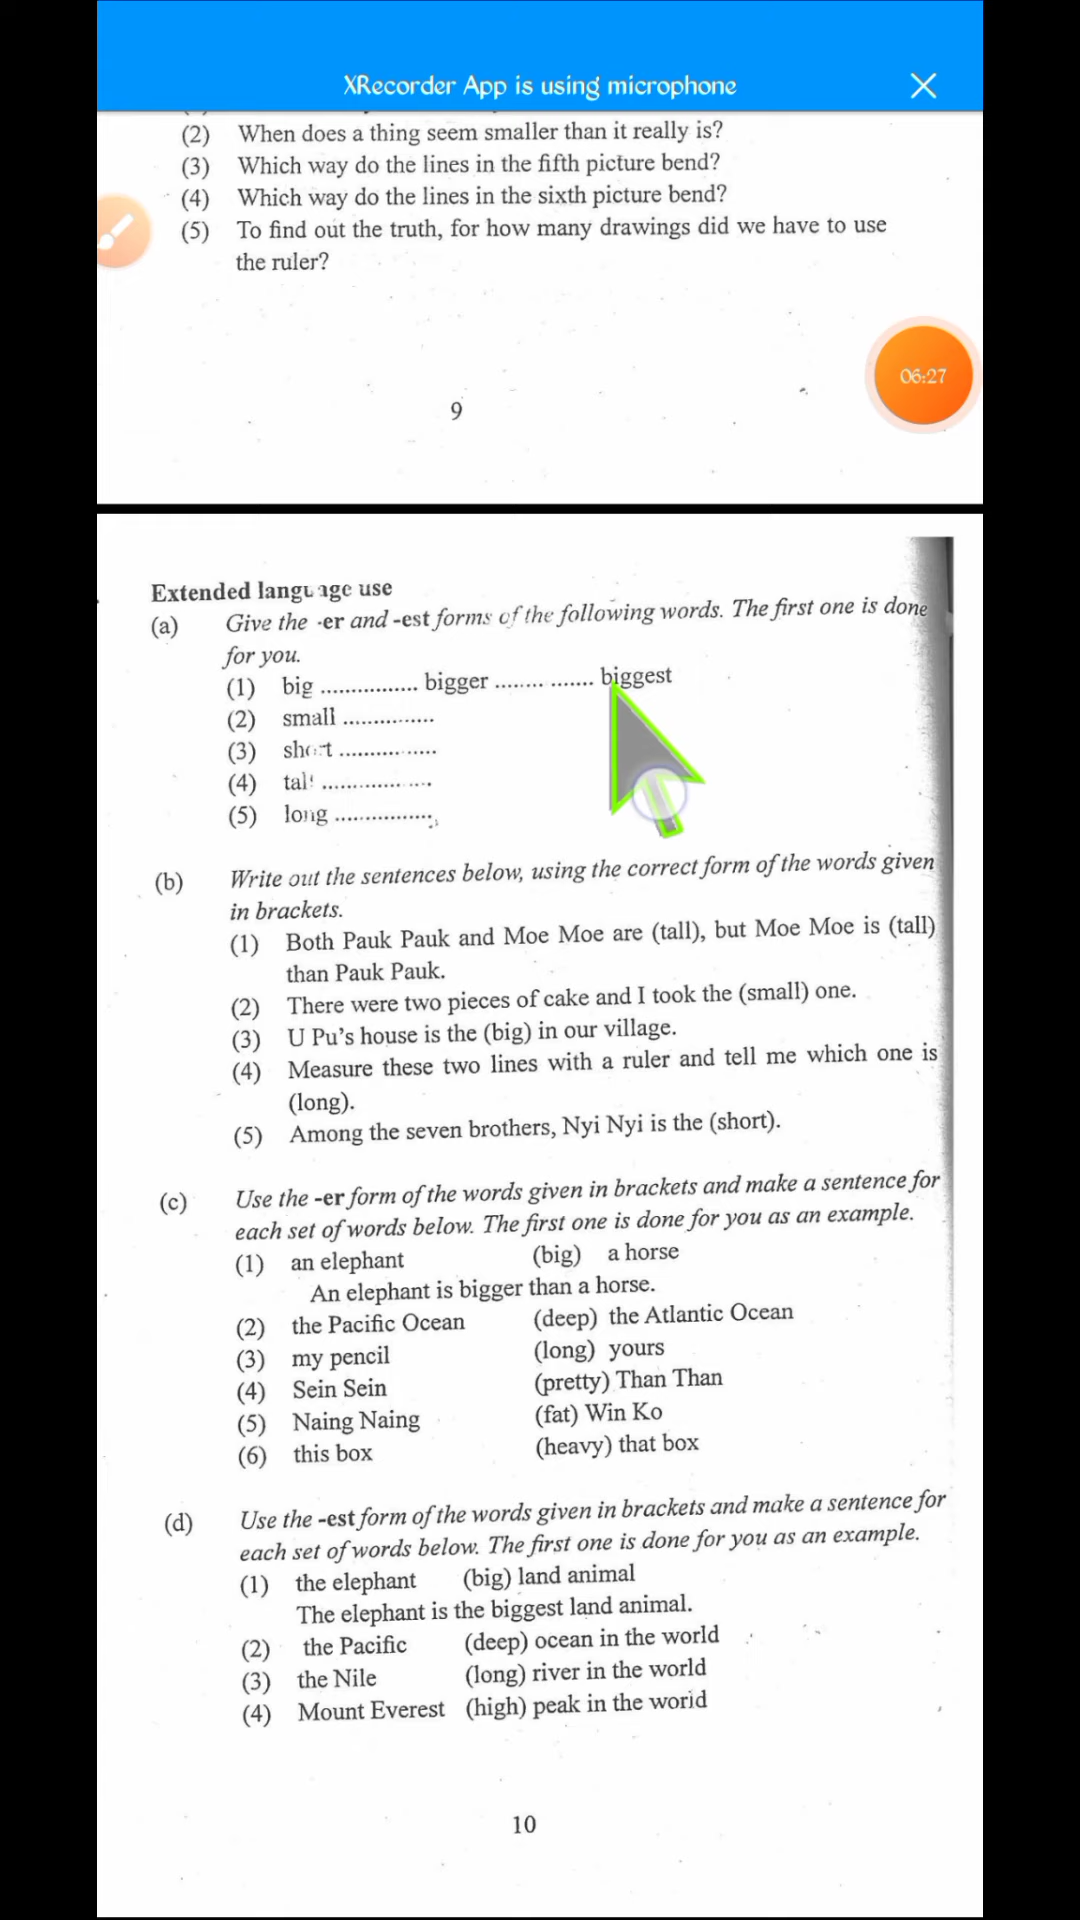 XRecorder App is using microphone
(2) When does a thing seem smaller than it really is?
(3) Which way do the lines in the fifth picture bend?
(4) Which way do the lines in the sixth picture bend?
(5) To find out the truth, for how many drawings did we have to use
the ruler?
06:27
9
Extended language use
(a) Give the -er and -est forms of the following words. The first one is done
for you.
(1) big ............... bigger ........ ....... biggest
(2) small ...............
(3) short ...............
(4) tall ................
(5) long ................
(b) Write out the sentences below, using the correct form of the words given
in brackets.
(1) Both Pauk Pauk and Moe Moe are (tall), but Moe Moe is (tall)
than Pauk Pauk.
(2) There were two pieces of cake and I took the (small) one.
(3) U Pu's house is the (big) in our village.
(4) Measure these two lines with a ruler and tell me which one is
(long).
(5) Among the seven brothers, Nyi Nyi is the (short).
(c) Use the -er form of the words given in brackets and make a sentence for
each set of words below. The first one is done for you as an example.
(1) an elephant (big) a horse
An elephant is bigger than a horse.
(2) the Pacific Ocean (deep) the Atlantic Ocean
(3) my pencil (long) yours
(4) Sein Sein (pretty) Than Than
(5) Naing Naing (fat) Win Ko
(6) this box (heavy) that box
(d) Use the -est form of the words given in brackets and make a sentence for
each set of words below. The first one is done for you as an example.
(1) the elephant (big) land animal
The elephant is the biggest land animal.
(2) the Pacific (deep) ocean in the world
(3) the Nile (long) river in the world
(4) Mount Everest (high) peak in the world
10